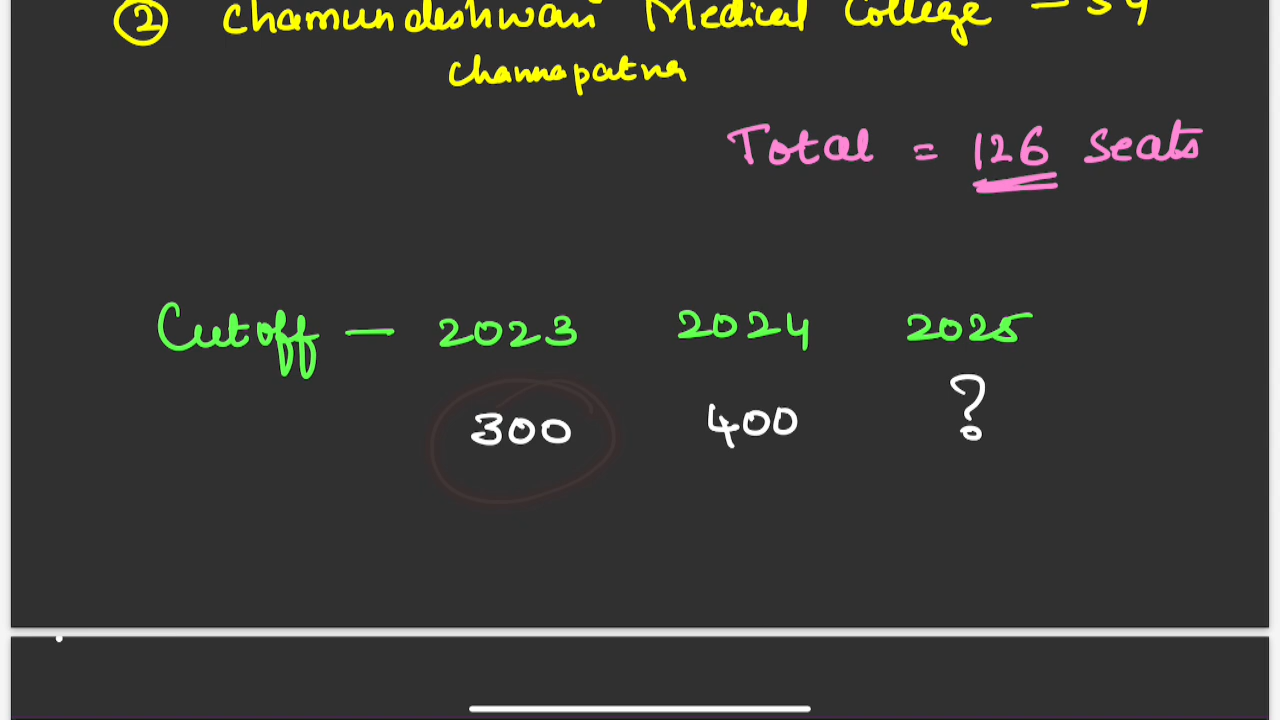 ② Chamundeshwari Medical College -
Channapatna
Total = 126 Seats
Cutoff - 2023 2024 2025
300 400 ?